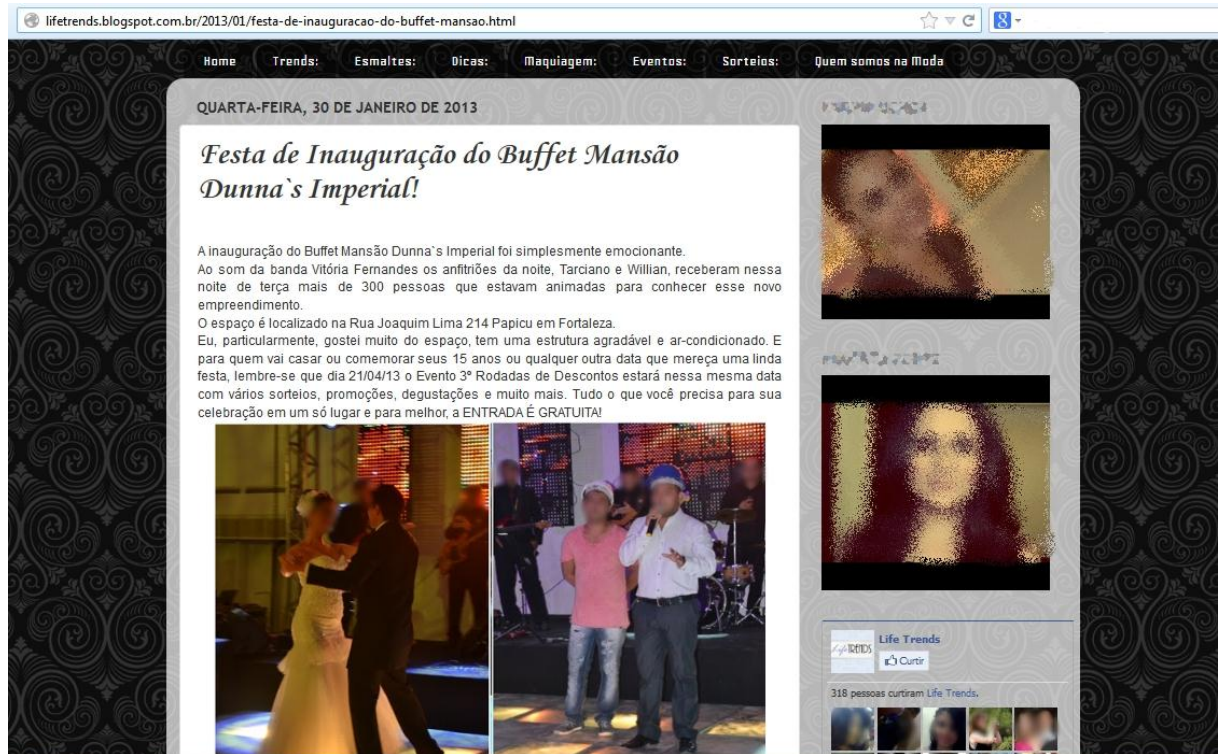 lifetrends.blogspot.com.br/2013/01/festa-de-inauguracao-do-buffet-mansao.html
8
Home Trends: Esmaltes: Dicas: Maquiagem: Eventos: Sorteios: Quem somos na Moda
QUARTA-FEIRA, 30 DE JANEIRO DE 2013
Festa de Inauguração do Buffet Mansão
Dunna`s Imperial!
A inauguração do Buffet Mansão Dunna`s Imperial foi simplesmente emocionante.
Ao som da banda Vitória Fernandes os anfitriões da noite, Tarciano e Willian, receberam nessa
noite de terça mais de 300 pessoas que estavam animadas para conhecer esse novo
empreendimento.
O espaço é localizado na Rua Joaquim Lima 214 Papicu em Fortaleza.
Eu, particularmente, gostei muito do espaço, tem uma estrutura agradável e ar-condicionado. E
para quem vai casar ou comemorar seus 15 anos ou qualquer outra data que mereça uma linda
festa, lembre-se que dia 21/04/13 o Evento 3º Rodadas de Descontos estará nessa mesma data
com vários sorteios, promoções, degustações e muito mais. Tudo o que você precisa para sua
celebração em um só lugar e para melhor, a ENTRADA É GRATUITA!
Life TRENDS
Life Trends
Curtir
318 pessoas curtiram Life Trends.